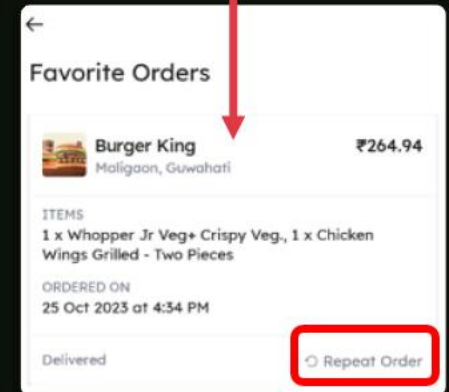 Favorite Orders
Burger King ₹264.94
Maligaon, Guwahati
ITEMS
1 x Whopper Jr Veg+ Crispy Veg., 1 x Chicken
Wings Grilled - Two Pieces
ORDERED ON
25 Oct 2023 at 4:34 PM
Delivered Repeat Order